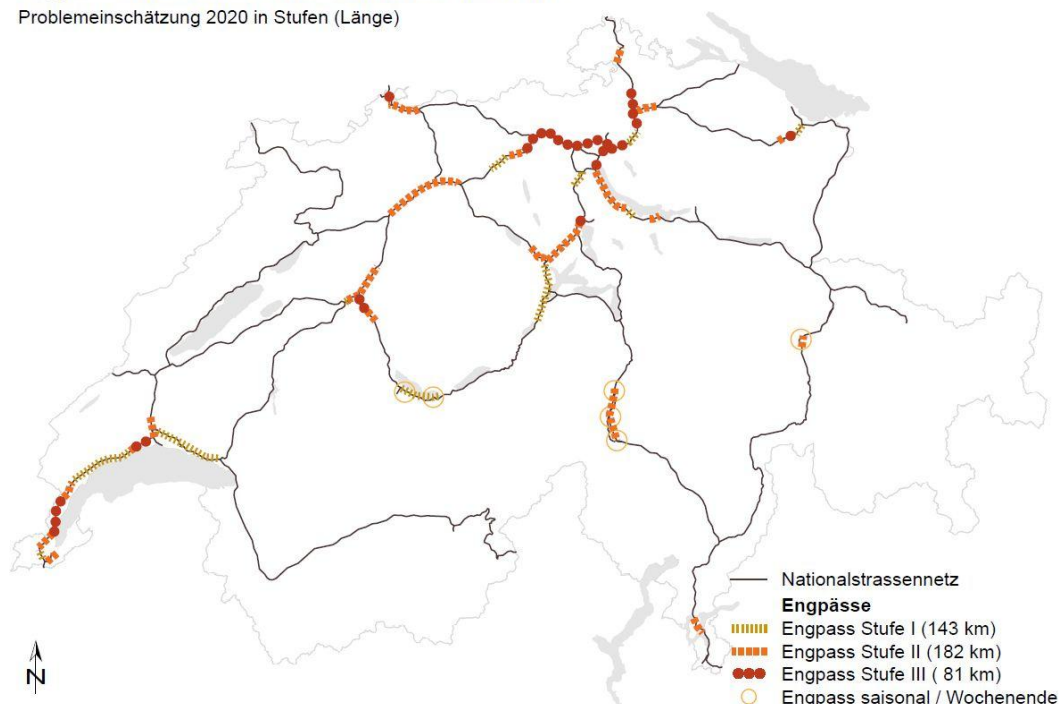 Problemeinschätzung 2020 in Stufen (Länge)
Nationalstrassennetz
Engpässe
Engpass Stufe I (143 km)
Engpass Stufe II (182 km)
Engpass Stufe III ( 81 km)
Engpass saisonal / Wochenende
N